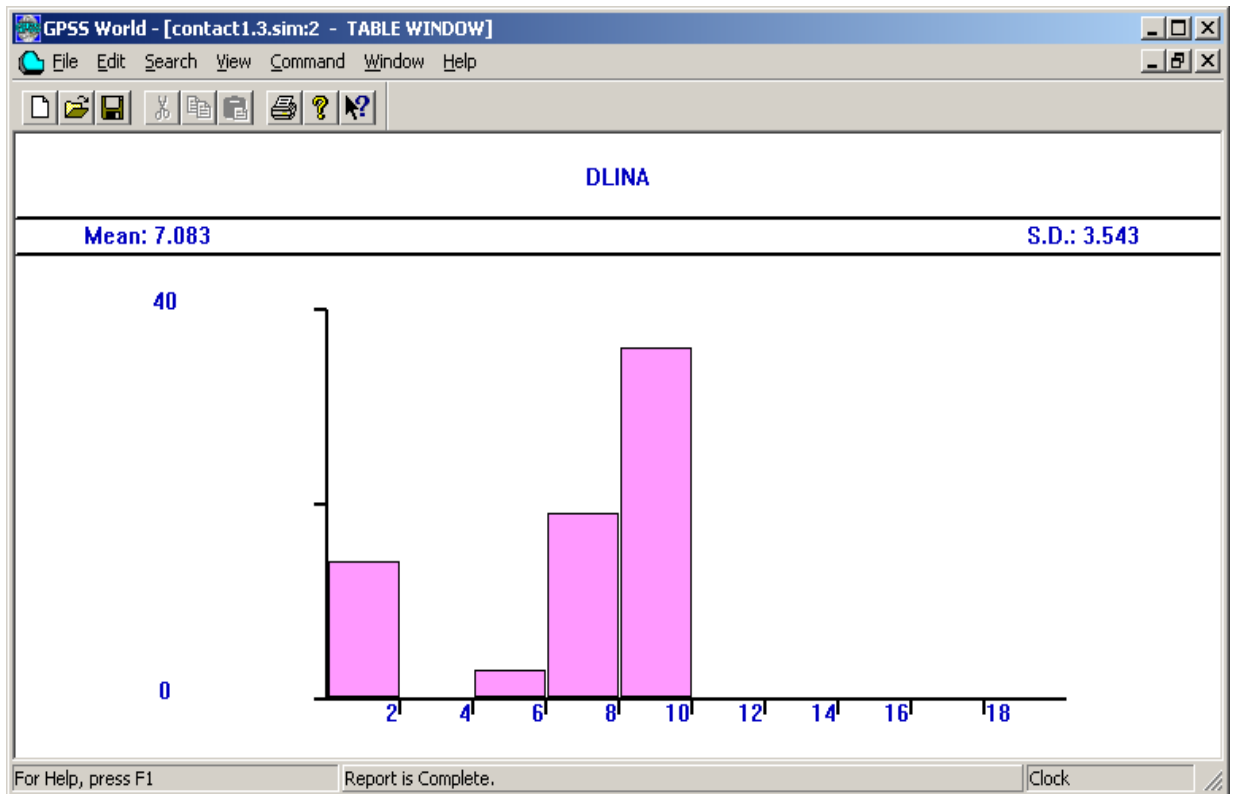 GPSS World - [contact1.3.sim:2 - TABLE WINDOW]
File Edit Search View Command Window Help
DLINA
Mean: 7.083 S.D.: 3.543
40
0
2 4 6 8 10 12 14 16 18
For Help, press F1 Report is Complete. Clock